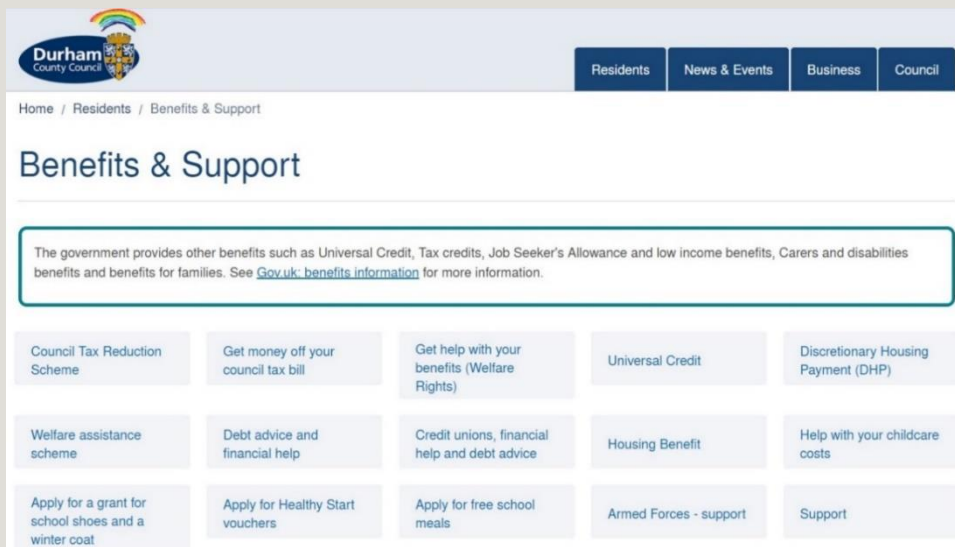 Durham
County Council
Residents
News & Events
Business
Council
Home / Residents / Benefits & Support
Benefits & Support
The government provides other benefits such as Universal Credit, Tax credits, Job Seeker's Allowance and low income benefits, Carers and disabilities
benefits and benefits for families. See Gov.uk: benefits information for more information.
Council Tax Reduction
Scheme
Get money off your
council tax bill
Get help with your
benefits (Welfare
Rights)
Universal Credit
Discretionary Housing
Payment (DHP)
Welfare assistance
scheme
Debt advice and
financial help
Credit unions, financial
help and debt advice
Housing Benefit
Help with your childcare
costs
Apply for a grant for
school shoes and a
winter coat
Apply for Healthy Start
vouchers
Apply for free school
meals
Armed Forces - support
Support